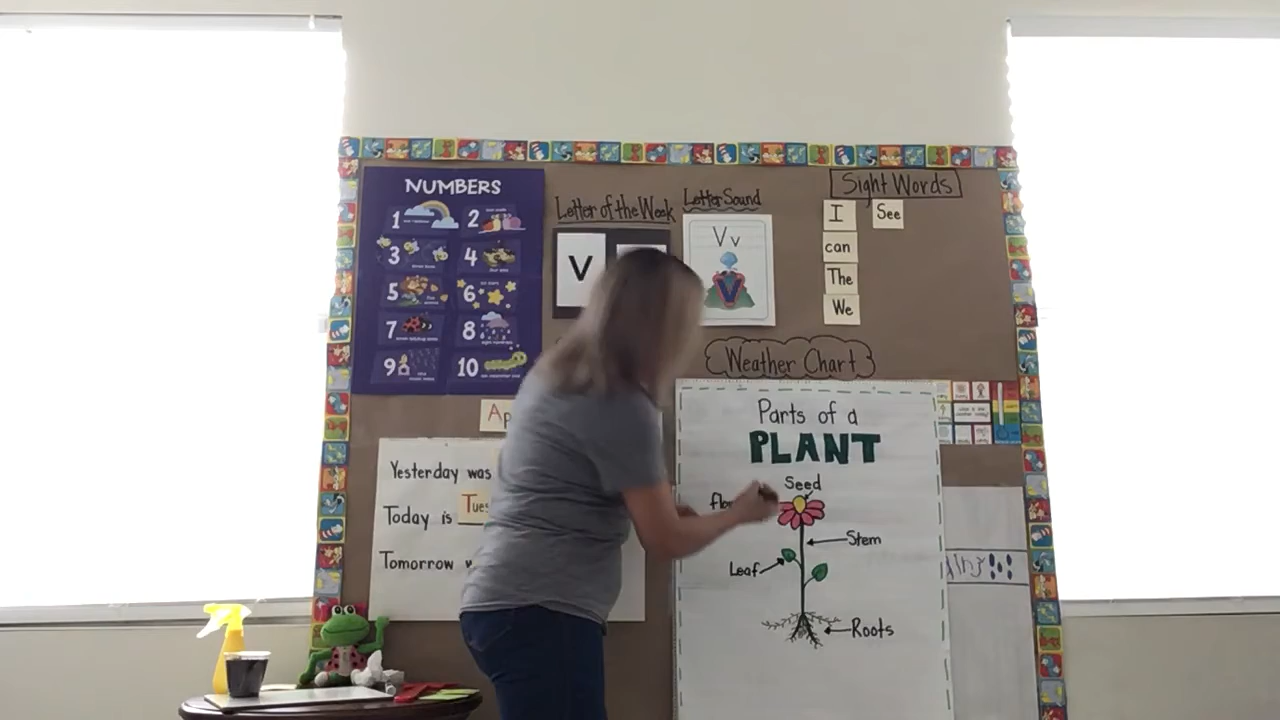 NUMBERS
1 2
3 4
5 6
7 8
9 10
Letter of the Week
V
Letter Sound
Vv
Sight Words
I See
can
The
We
Weather Chart
Yesterday was
Today is Tues
Tomorrow
Parts of a
PLANT
Seed
Stem
Leaf
Roots